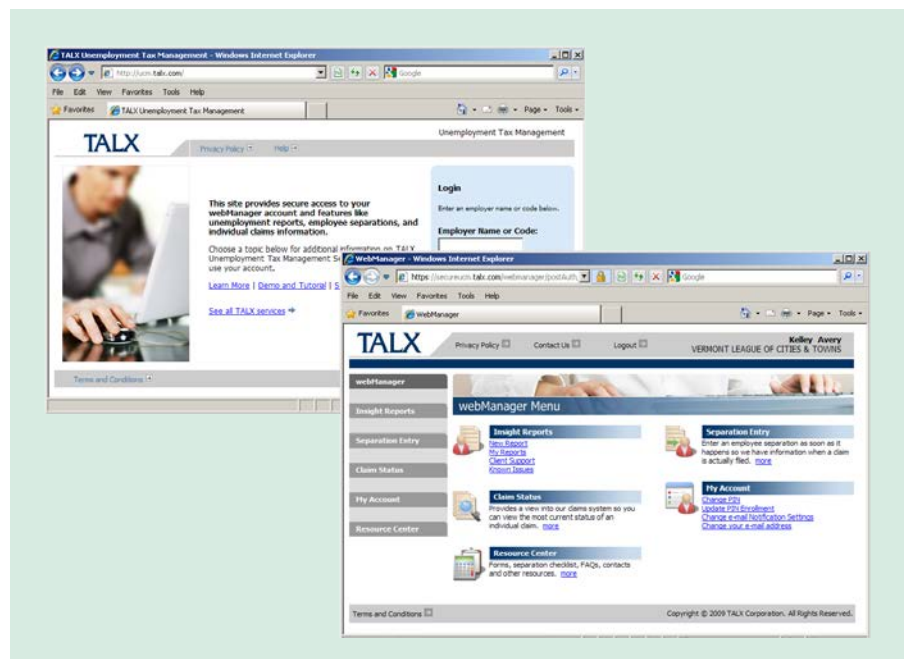 TALX Unemployment Tax Management - Windows Internet Explorer
http://ucm.talx.com/
Google
File Edit View Favorites Tools Help
Favorites
TALX Unemployment Tax Management
Page Tools
Unemployment Tax Management
TALX
Privacy Policy
Help
This site provides secure access to your
webManager account and features like
unemployment reports, employee separations, and
individual claims information.
Choose a topic below for additional information on TALX
Unemployment Tax Management Se
use your account.
Learn More | Demo and Tutorial | S
See all TALX services
Login
Enter an employer name or code below.
Employer Name or Code:
Terms and Conditions
WebManager - Windows Internet Explorer
https://secureucm.talx.com/webmanager/postAuth
Google
File Edit View Favorites Tools Help
Favorites
WebManager
Page Tools
TALX
Privacy Policy
Contact Us
Logout
Kelley Avery
VERMONT LEAGUE OF CITIES & TOWNS
webManager
Insight Reports
Separation Entry
Claim Status
My Account
Resource Center
webManager Menu
Insight Reports
New Report
My Reports
Client Support
Known Issues
Separation Entry
Enter an employee separation as soon as it
happens so we have information when a claim
is actually filed. more
Claim Status
Provides a view into our claims system so you
can view the most current status of an
individual claim. more
My Account
Change PIN
Update PIN Enrollment
Change e-mail Notification Settings
Change your e-mail address
Resource Center
Forms, separation checklist, FAQs, contacts
and other resources. more
Terms and Conditions
Copyright © 2009 TALX Corporation. All Rights Reserved.